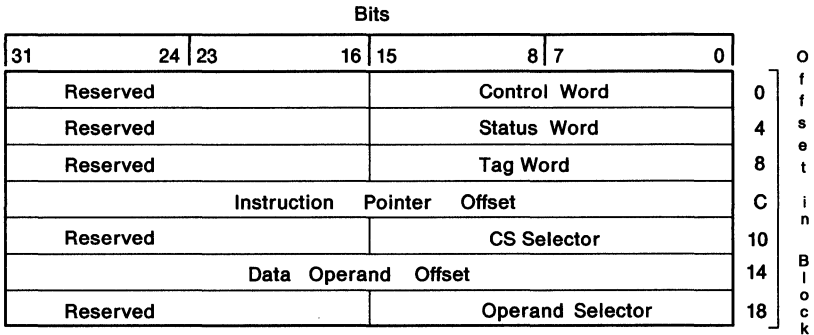 Bits
31 24 23 16 15 8 7 0
Reserved Control Word 0
Reserved Status Word 4
Reserved Tag Word 8
Instruction Pointer Offset C
Reserved CS Selector 10
Data Operand Offset 14
Reserved Operand Selector 18
Offset in Block